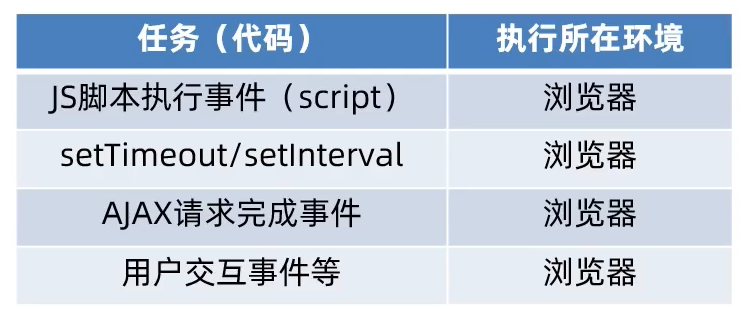 任务（代码） 执行所在环境
JS脚本执行事件（script） 浏览器
setTimeout/setInterval 浏览器
AJAX请求完成事件 浏览器
用户交互事件等 浏览器